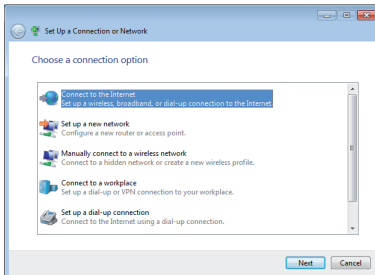 Set Up a Connection or Network
Choose a connection option
Connect to the Internet
Set up a wireless, broadband, or dial-up connection to the Internet.
Set up a new network
Configure a new router or access point.
Manually connect to a wireless network
Connect to a hidden network or create a new wireless profile.
Connect to a workplace
Set up a dial-up or VPN connection to your workplace.
Set up a dial-up connection
Connect to the Internet using a dial-up connection.
Next Cancel